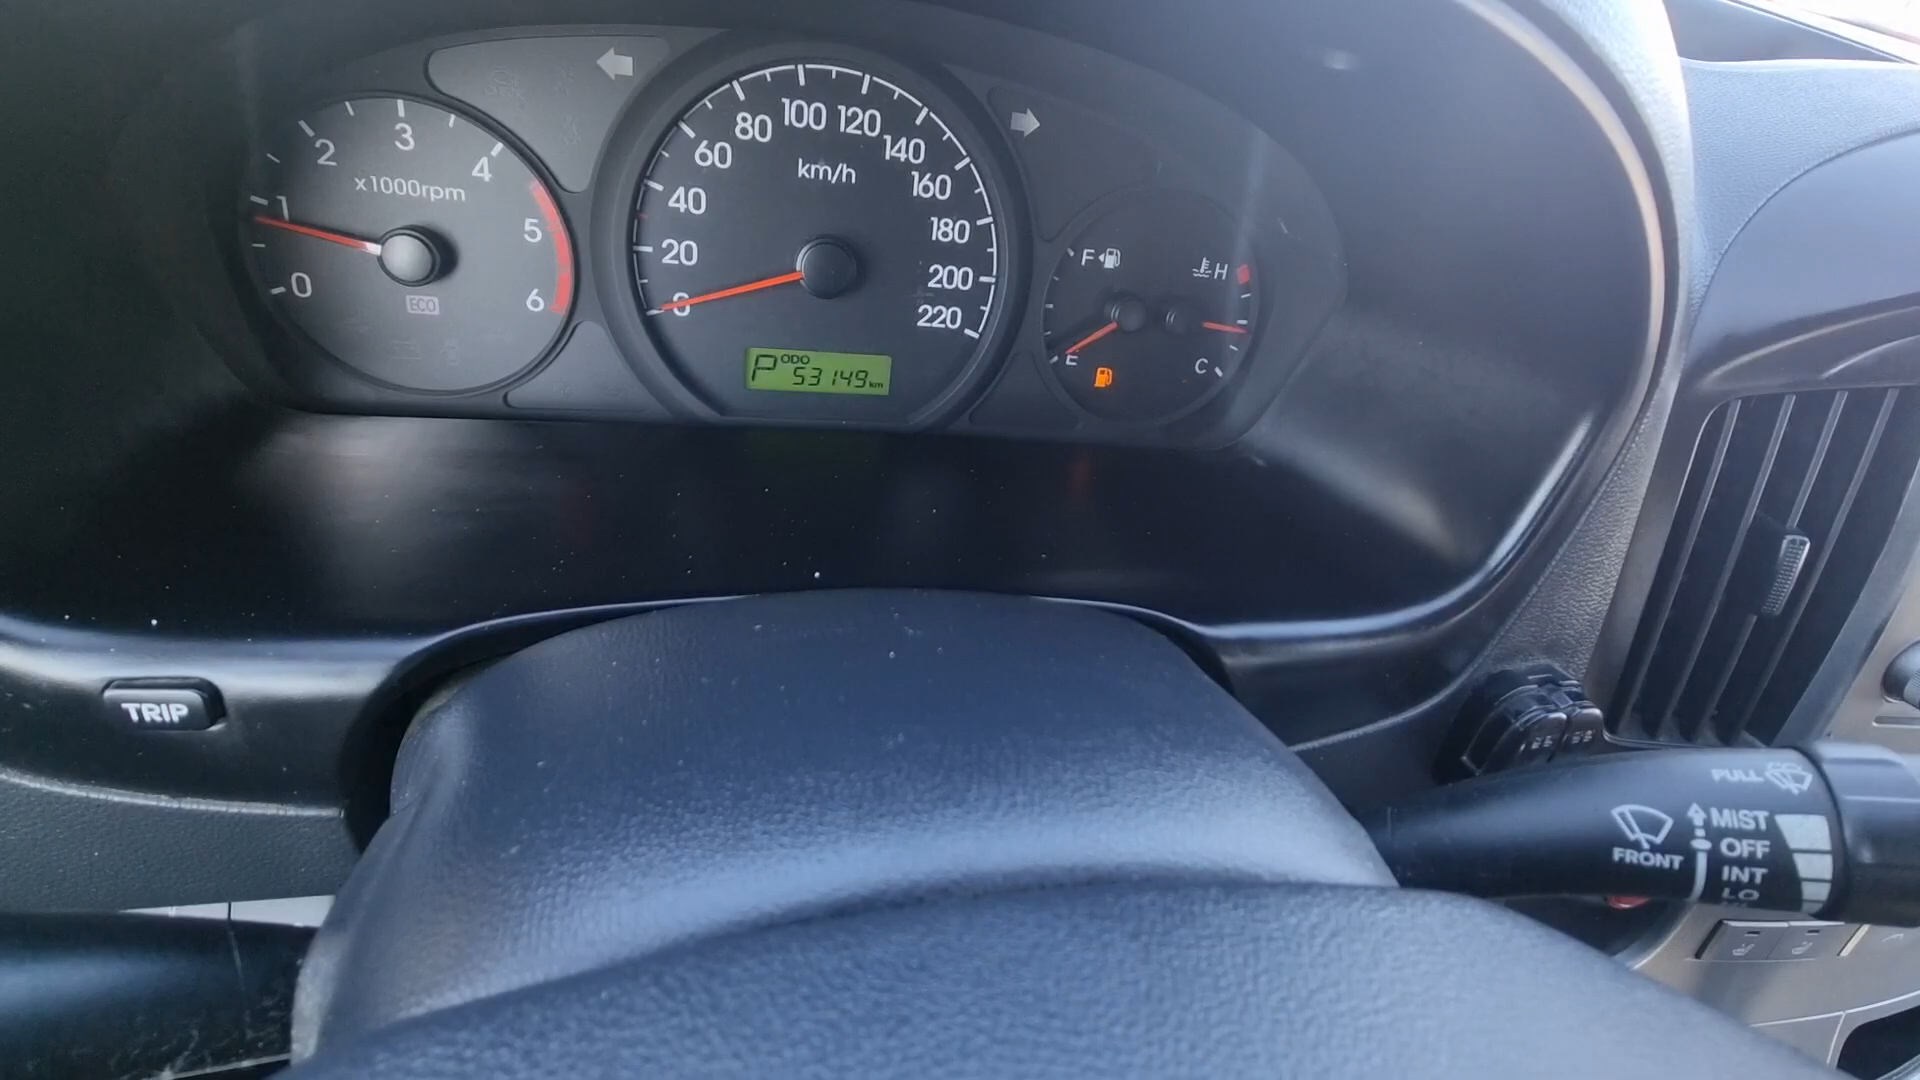 0 1 2 3 4 5 6
x1000rpm
ECO
0 20 40 60 80 100 120 140 160 180 200 220
km/h
P ODO 53149 km
F H
E C
TRIP
PULL
FRONT
MIST
OFF
INT
LO